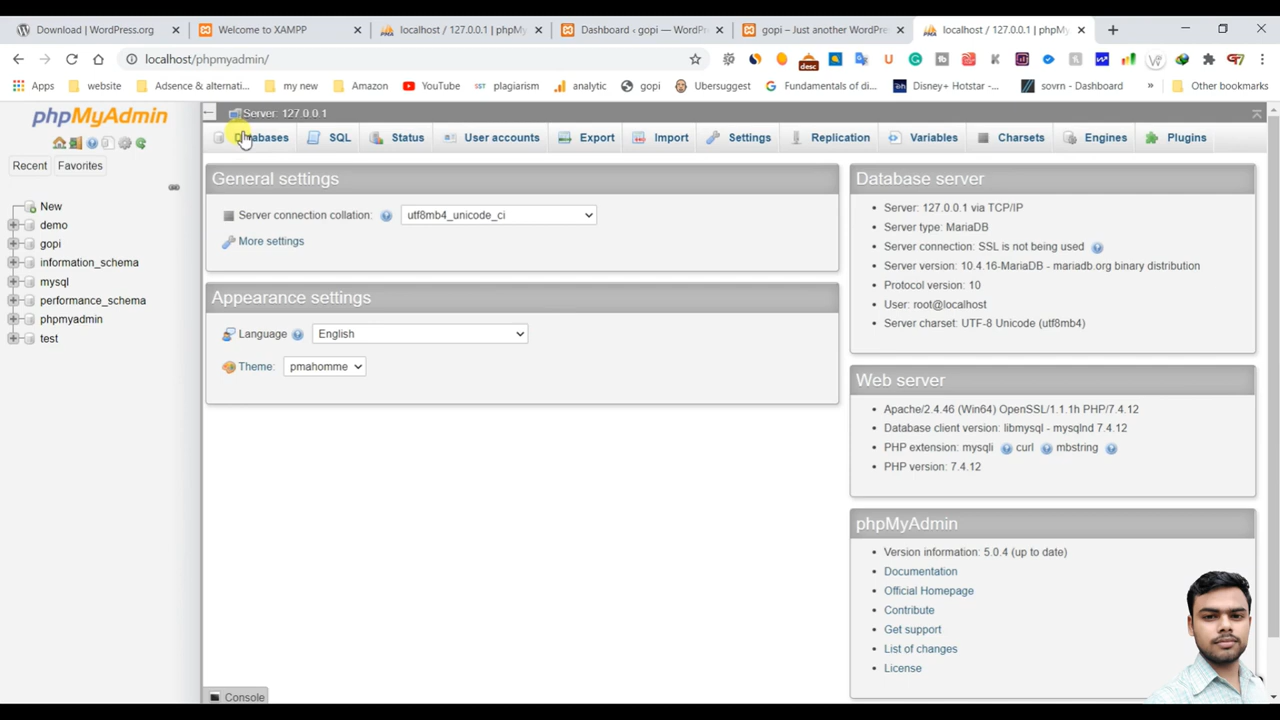 Download | WordPress.org
Welcome to XAMPP
localhost / 127.0.0.1 | phpM
Dashboard ‹ gopi — WordPr
gopi – Just another WordPre
localhost / 127.0.0.1 | phpMy
localhost/phpmyadmin/
Apps
website
Adsence & alternati...
my new
Amazon
YouTube
plagiarism
analytic
gopi
Ubersuggest
Fundamentals of di...
Disney+ Hotstar -...
sovrn - Dashboard
»
Other bookmarks
phpMyAdmin
Recent
Favorites
New
demo
gopi
information_schema
mysql
performance_schema
phpmyadmin
test
Server: 127.0.0.1
Databases
SQL
Status
User accounts
Export
Import
Settings
Replication
Variables
Charsets
Engines
Plugins
General settings
Server connection collation:
utf8mb4_unicode_ci
More settings
Appearance settings
Language
English
Theme:
pmahomme
Database server
Server: 127.0.0.1 via TCP/IP
Server type: MariaDB
Server connection: SSL is not being used
Server version: 10.4.16-MariaDB - mariadb.org binary distribution
Protocol version: 10
User: root@localhost
Server charset: UTF-8 Unicode (utf8mb4)
Web server
Apache/2.4.46 (Win64) OpenSSL/1.1.1h PHP/7.4.12
Database client version: libmysql - mysqlnd 7.4.12
PHP extension: mysqli curl mbstring
PHP version: 7.4.12
phpMyAdmin
Version information: 5.0.4 (up to date)
Documentation
Official Homepage
Contribute
Get support
List of changes
License
Console